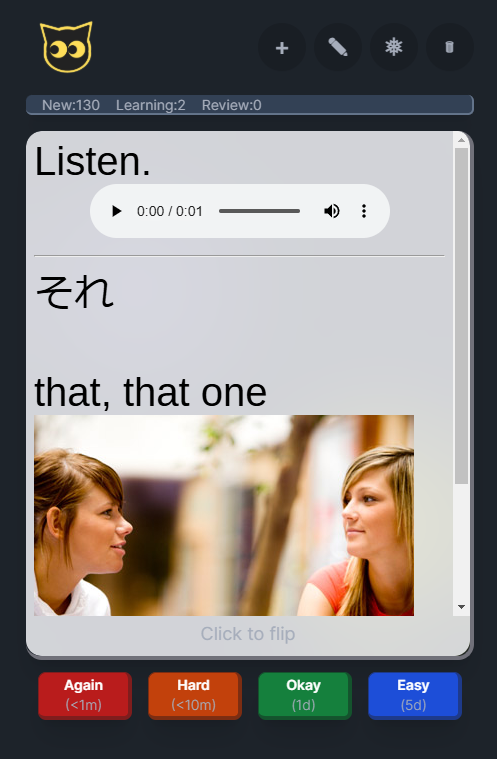 New:130 Learning:2 Review:0
Listen.
0:00 / 0:01
それ
that, that one
Click to flip
Again Hard Okay Easy
(<1m) (<10m) (1d) (5d)